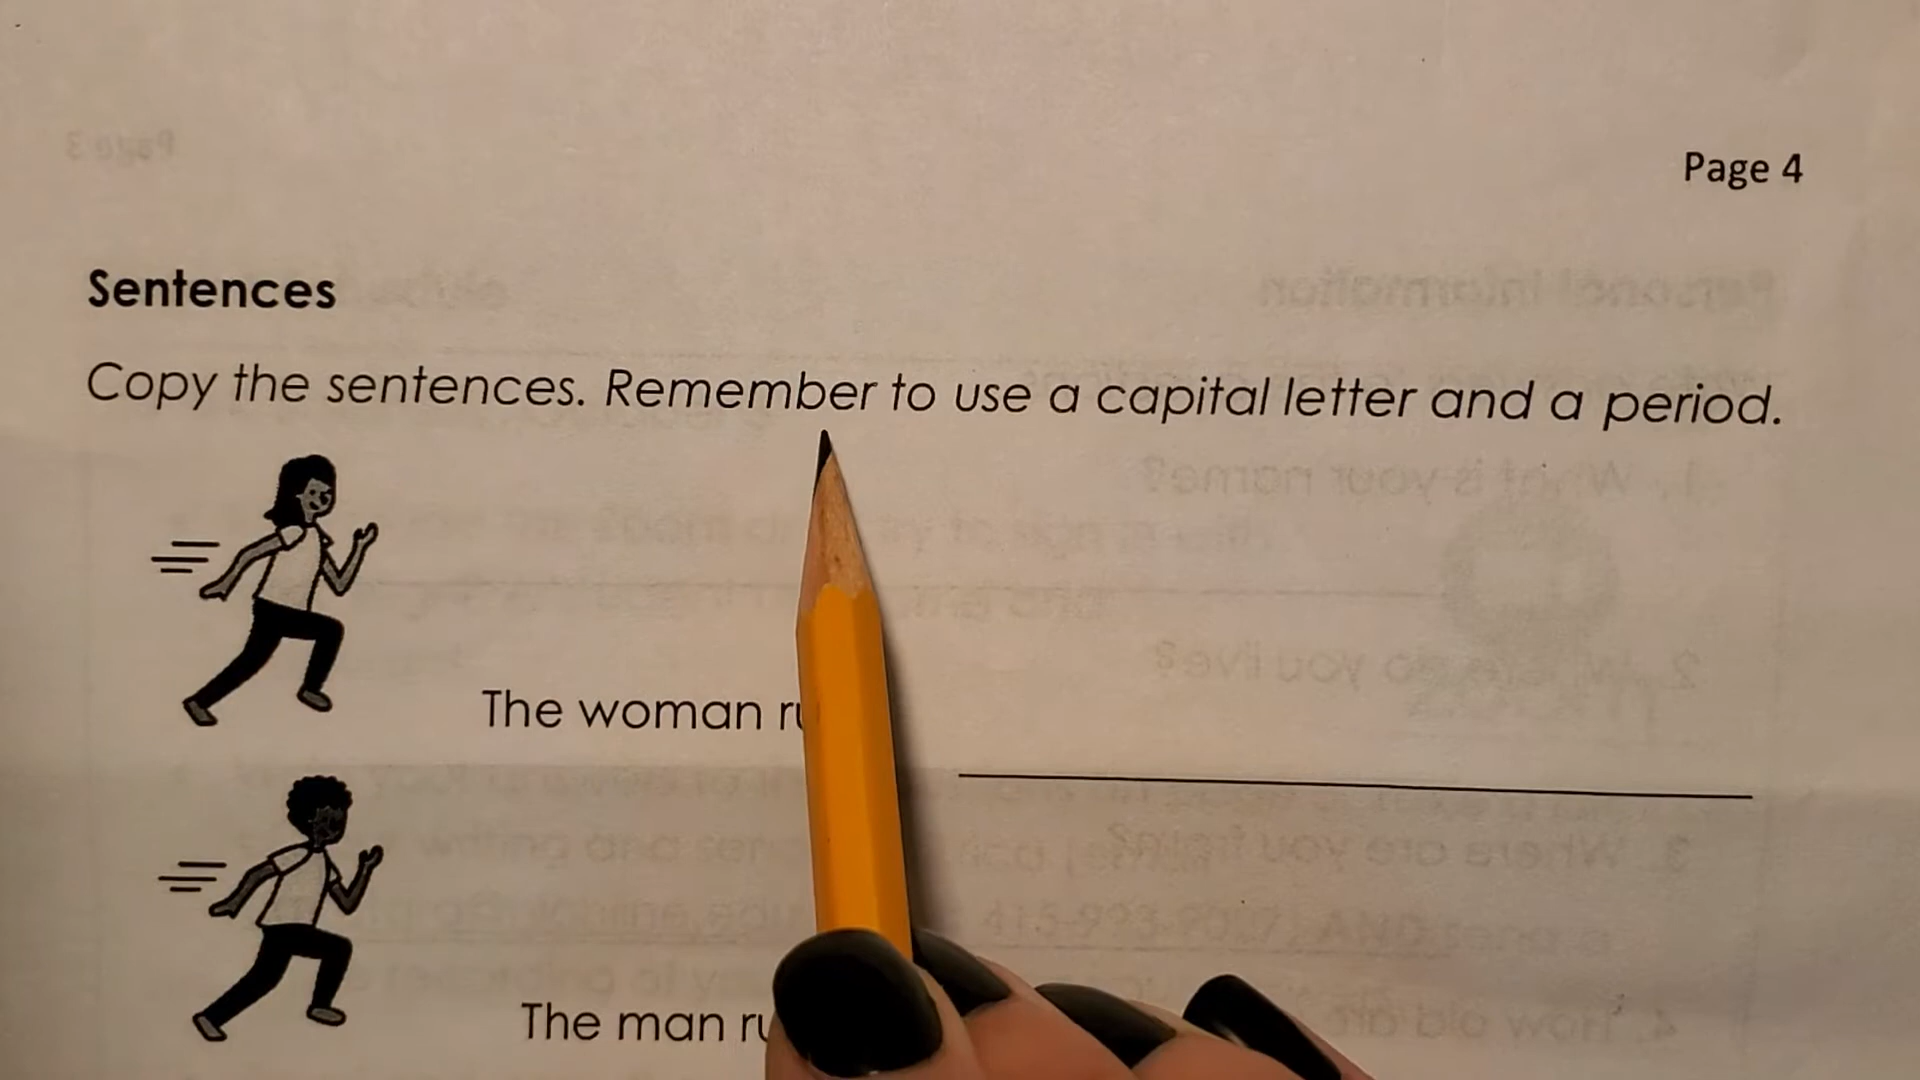 Page 4
Sentences
Copy the sentences. Remember to use a capital letter and a period.
The woman
The man